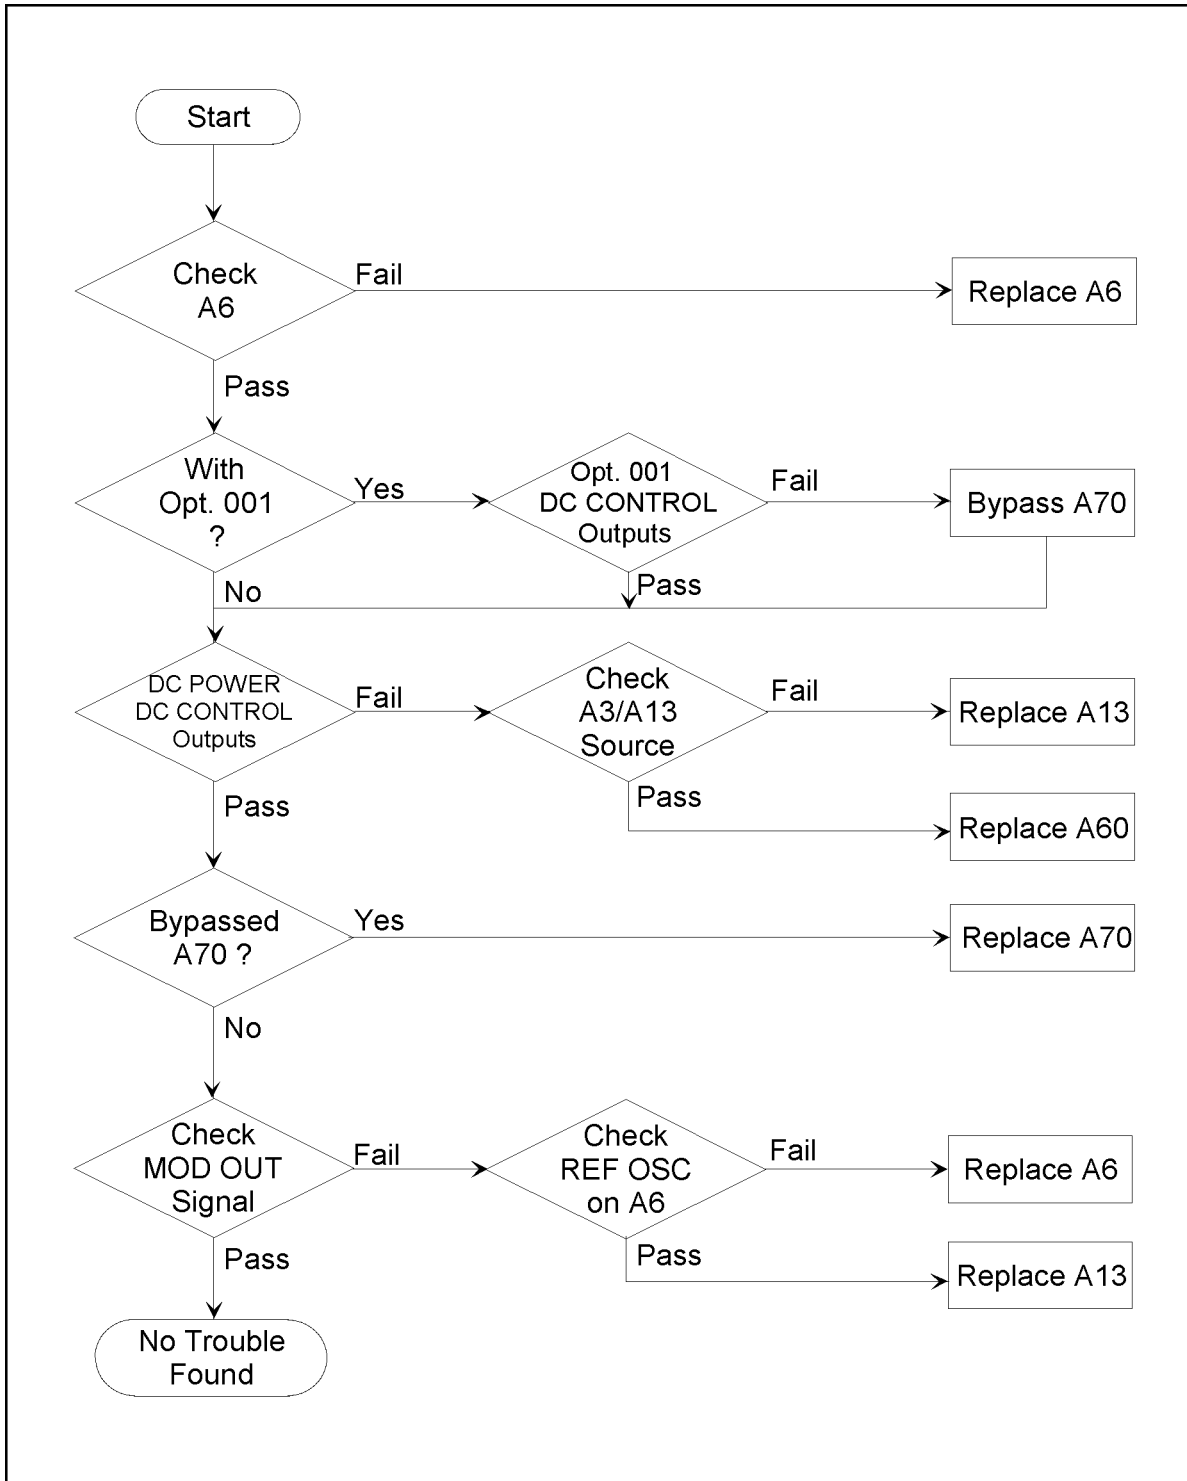 Start
Check
A6
Fail
Replace A6
Pass
With
Opt. 001
?
Yes
Opt. 001
DC CONTROL
Outputs
Fail
Bypass A70
No
Pass
DC POWER
DC CONTROL
Outputs
Fail
Check
A3/A13
Source
Fail
Replace A13
Pass
Replace A60
Pass
Bypassed
A70 ?
Yes
Replace A70
No
Check
MOD OUT
Signal
Fail
Check
REF OSC
on A6
Fail
Replace A6
Pass
Replace A13
Pass
No Trouble
Found